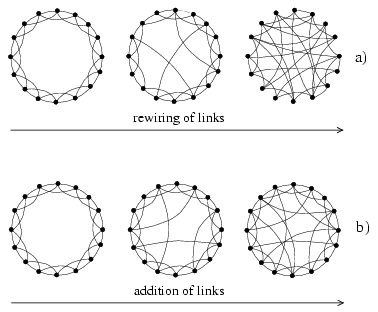 a)
rewiring of links
b)
addition of links